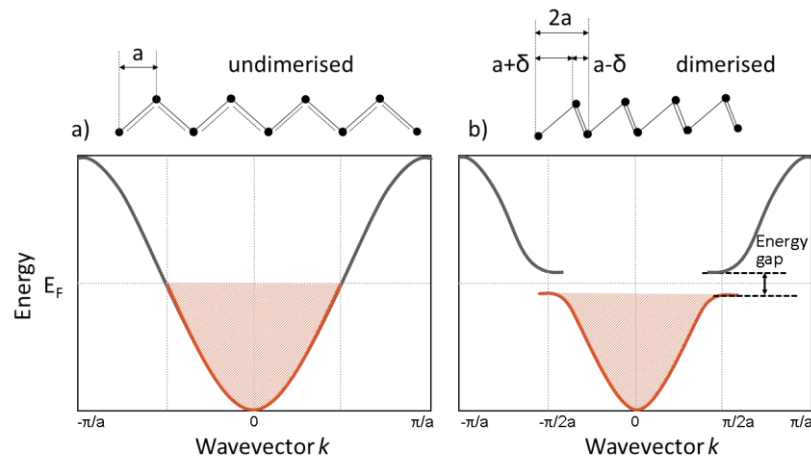 a
undimerised
2a
a+δ
a-δ
dimerised
a)
b)
Energy
E_F
Energy
gap
-π/a
0
π/a
-π/a
-π/2a
0
π/2a
π/a
Wavevector k
Wavevector k